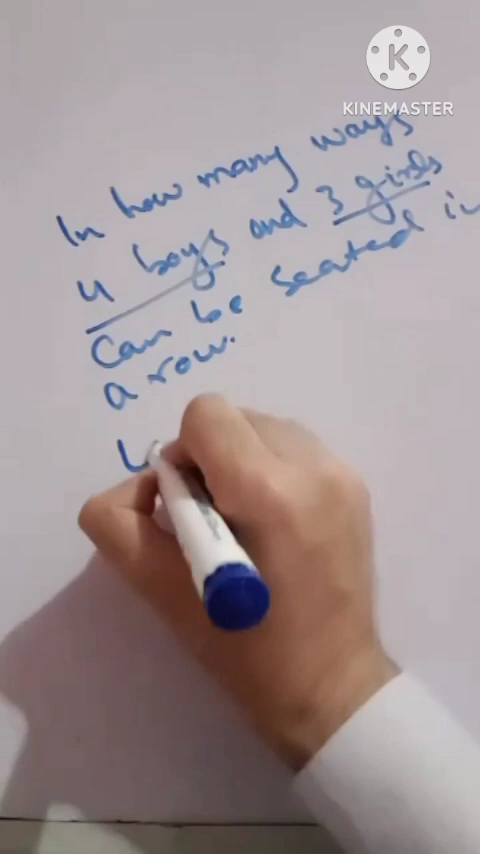 KINEMASTER
In how many ways
4 boys and 3 girls
can be seated in
a row.